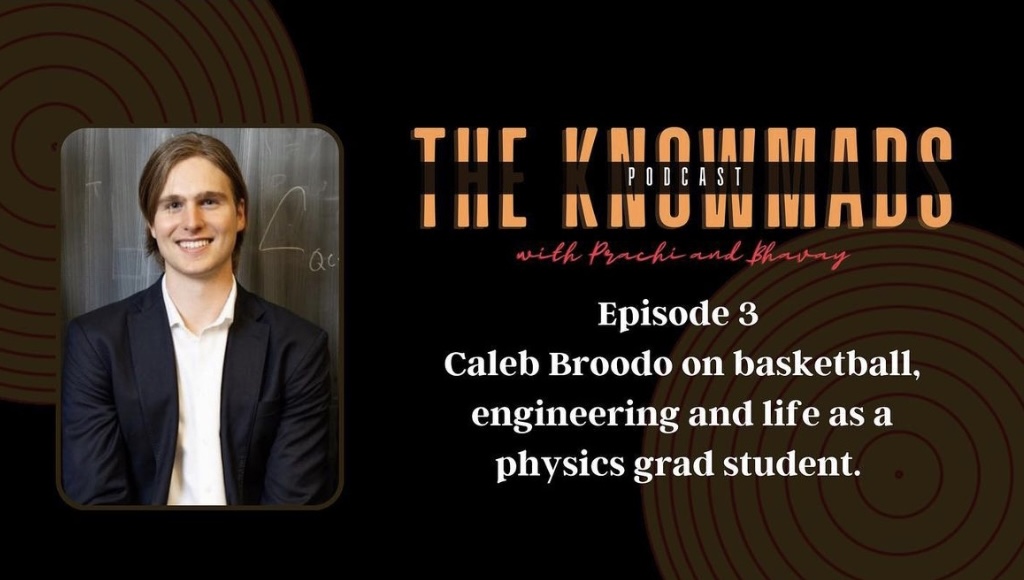 THE KNOWMADS
PODCAST
with Prachi and Bhavay
Episode 3
Caleb Broodo on basketball,
engineering and life as a
physics grad student.